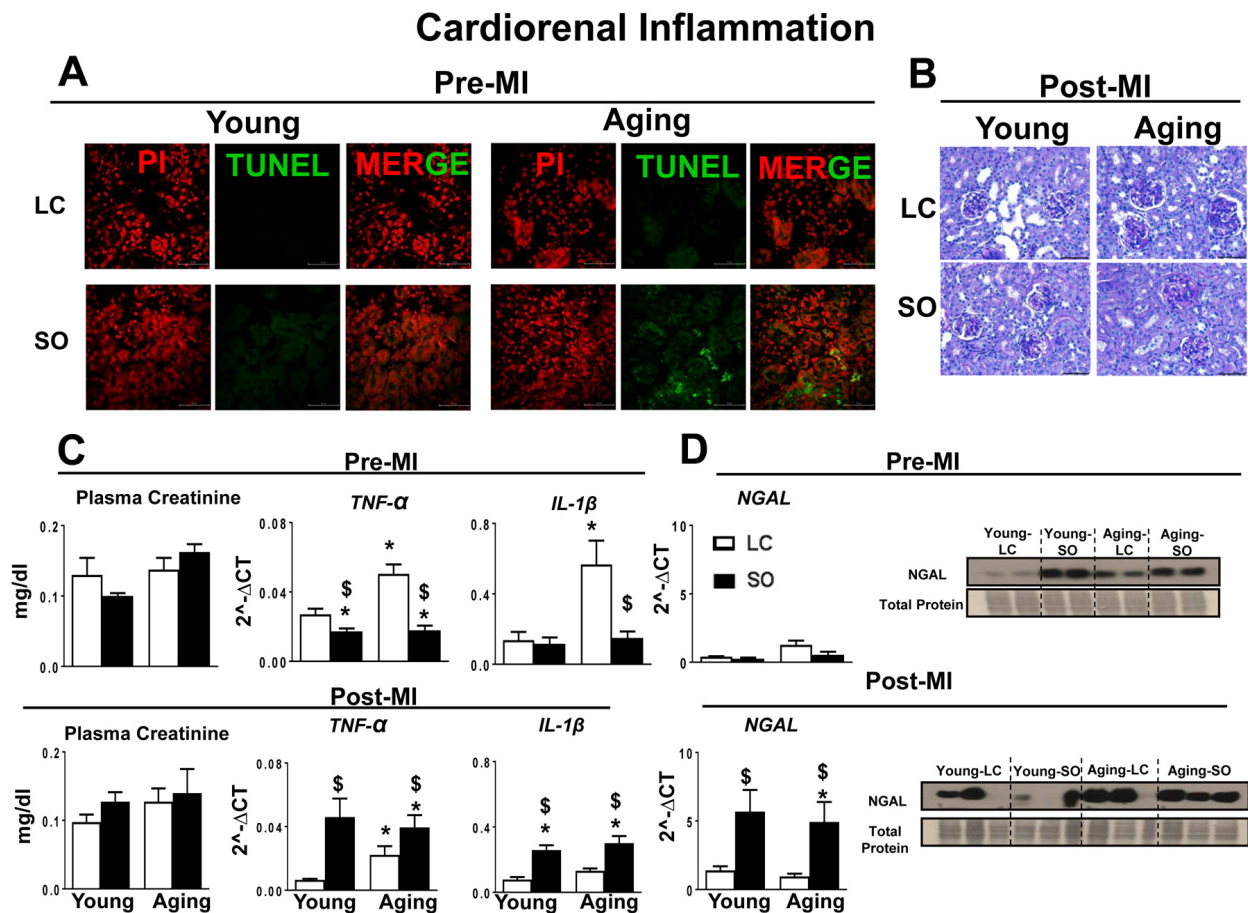 Cardiorenal Inflammation
A
Pre-MI
Young
Aging
PI
TUNEL
MERGE
PI
TUNEL
MERGE
LC
SO
B
Post-MI
Young
Aging
LC
SO
C
Pre-MI
Plasma Creatinine
mg/dl
0.2
0.1
0.0
TNF-α
2^-ΔCT
0.08
0.04
0.00
*
$
*
$
*
IL-1β
0.8
0.4
0.0
*
$
D
Pre-MI
NGAL
2^-ΔCT
10
5
0
LC
SO
Young-LC
Young-SO
Aging-LC
Aging-SO
NGAL
Total Protein
Post-MI
Plasma Creatinine
mg/dl
0.2
0.1
0.0
Young
Aging
TNF-α
2^-ΔCT
0.08
0.04
0.00
$
*
$
*
Young
Aging
IL-1β
0.8
0.4
0.0
$
*
$
*
Young
Aging
Post-MI
NGAL
2^-ΔCT
10
5
0
$
$
*
Young
Aging
Young-LC
Young-SO
Aging-LC
Aging-SO
NGAL
Total
Protein